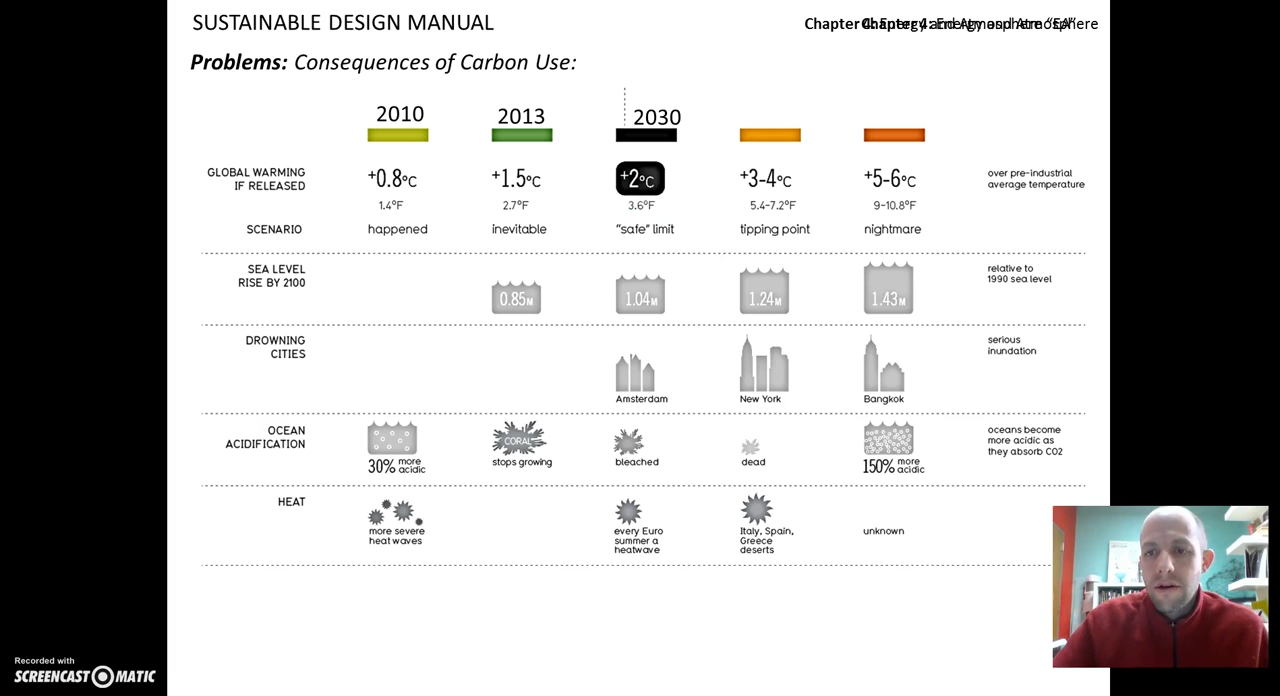 SUSTAINABLE DESIGN MANUAL
Problems: Consequences of Carbon Use:
2010 2013 2030
GLOBAL WARMING
IF RELEASED
+0.8°C +1.5°C +2°C +3-4°C +5-6°C
over pre-industrial
average temperature
1.4°F 2.7°F 3.6°F 5.4-7.2°F 9-10.8°F
SCENARIO happened inevitable "safe" limit tipping point nightmare
SEA LEVEL
RISE BY 2100
0.85M 1.04M 1.24M 1.43M
relative to
1990 sea level
DROWNING
CITIES
Amsterdam New York Bangkok
serious
inundation
OCEAN
ACIDIFICATION
30% more
acidic
CORAL
stops growing
bleached
dead
150% more
acidic
oceans become
more acidic as
they absorb CO2
HEAT
more severe
heat waves
every Euro
summer a
heatwave
Italy, Spain,
Greece
deserts
unknown
Recorded with
SCREENCAST MATIC